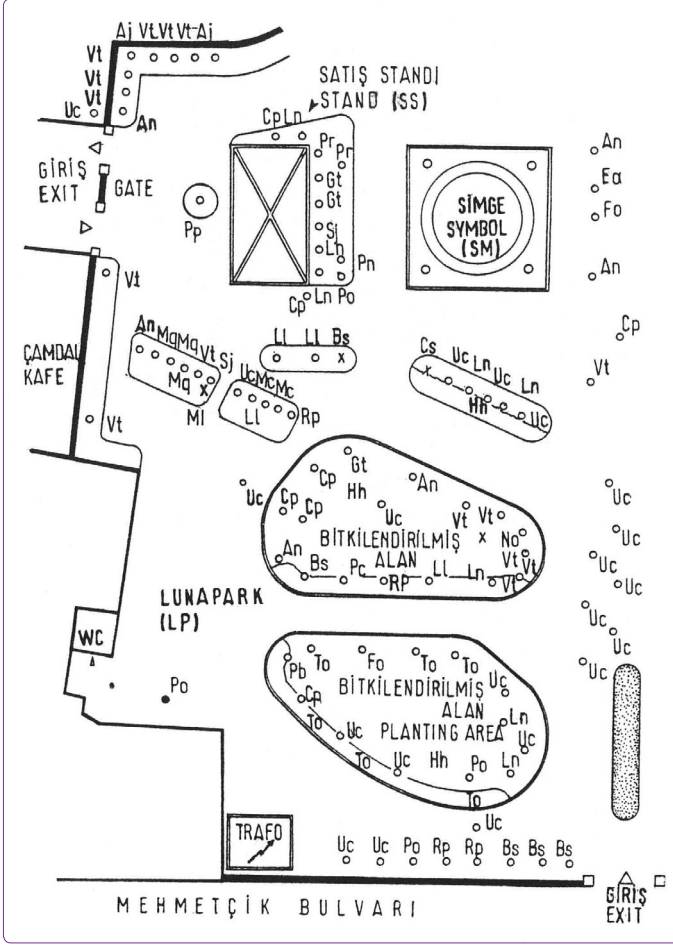 Aj Vt Vt Vt Aj
Vt
Vt
Vt
Uc
An
SATIŞ STANDI
STAND (SS)
Cp Ln
Pr
Pr
Gt
Gt
Sj
Ln
Pn
Cp Ln Po
GİRİŞ
EXIT
GATE
Pp
SİMGE
SYMBOL
(SM)
An
Ea
Fo
An
Cp
Vt
Vt
ÇAMDALI
KAFE
Vt
An Mq Mq Vt Sj
Mq x
Ml
Uc Mc Mc
Ll
Rp
Ll Ll Bs
x
Cs Uc Ln Uc Ln
x
Hh
Uc
Gt
Cp
Hh
An
Uc
Cp
Cp
Uc
Vt Vt
x
No
BİTKİLENDİRİLMİŞ
ALAN
An
Vt
Vt
Bs Pc RP Ll Ln Vt
Uc
Uc
Uc
Uc
Uc
Uc
Uc
LUNAPARK
(LP)
WC
Po
To Fo To To
Pb
Uc
BİTKİLENDİRİLMİŞ
ALAN
PLANTING AREA
Cp
To
Uc
Ln
Uc
To
Uc
Hh
Po
Ln
To
Uc
TRAFO
Uc Uc Po Rp Rp Bs Bs Bs
MEHMETÇİK BULVARI
GİRİŞ
EXIT